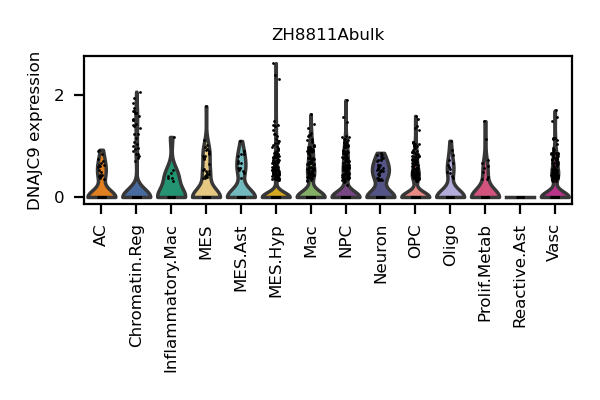 ZH8811Abulk
DNAJC9 expression
2
0
AC
Chromatin.Reg
Inflammatory.Mac
MES
MES.Ast
MES.Hyp
Mac
NPC
Neuron
OPC
Oligo
Prolif.Metab
Reactive.Ast
Vasc